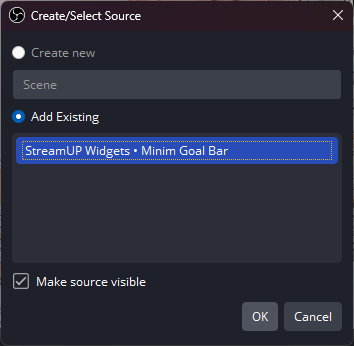 Create/Select Source
Create new
Scene
Add Existing
StreamUP Widgets • Minim Goal Bar
Make source visible
OK
Cancel